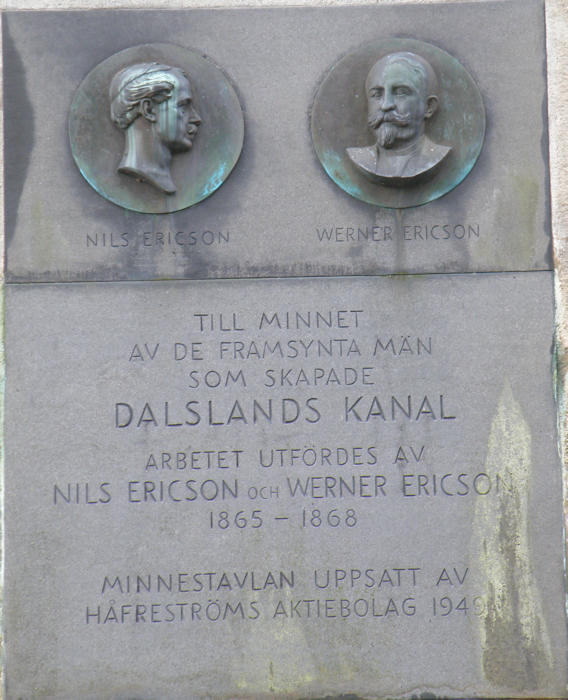 NILS ERICSON
WERNER ERICSON
TILL MINNET
AV DE FRAMSYNTA MÄN
SOM SKAPADE
DALSLANDS KANAL
ARBETET UTFÖRDES AV
NILS ERICSON OCH WERNER ERICSON
1865 – 1868
MINNESTAVLAN UPPSATT AV
HÅFRESTRÖMS AKTIEBOLAG 1949